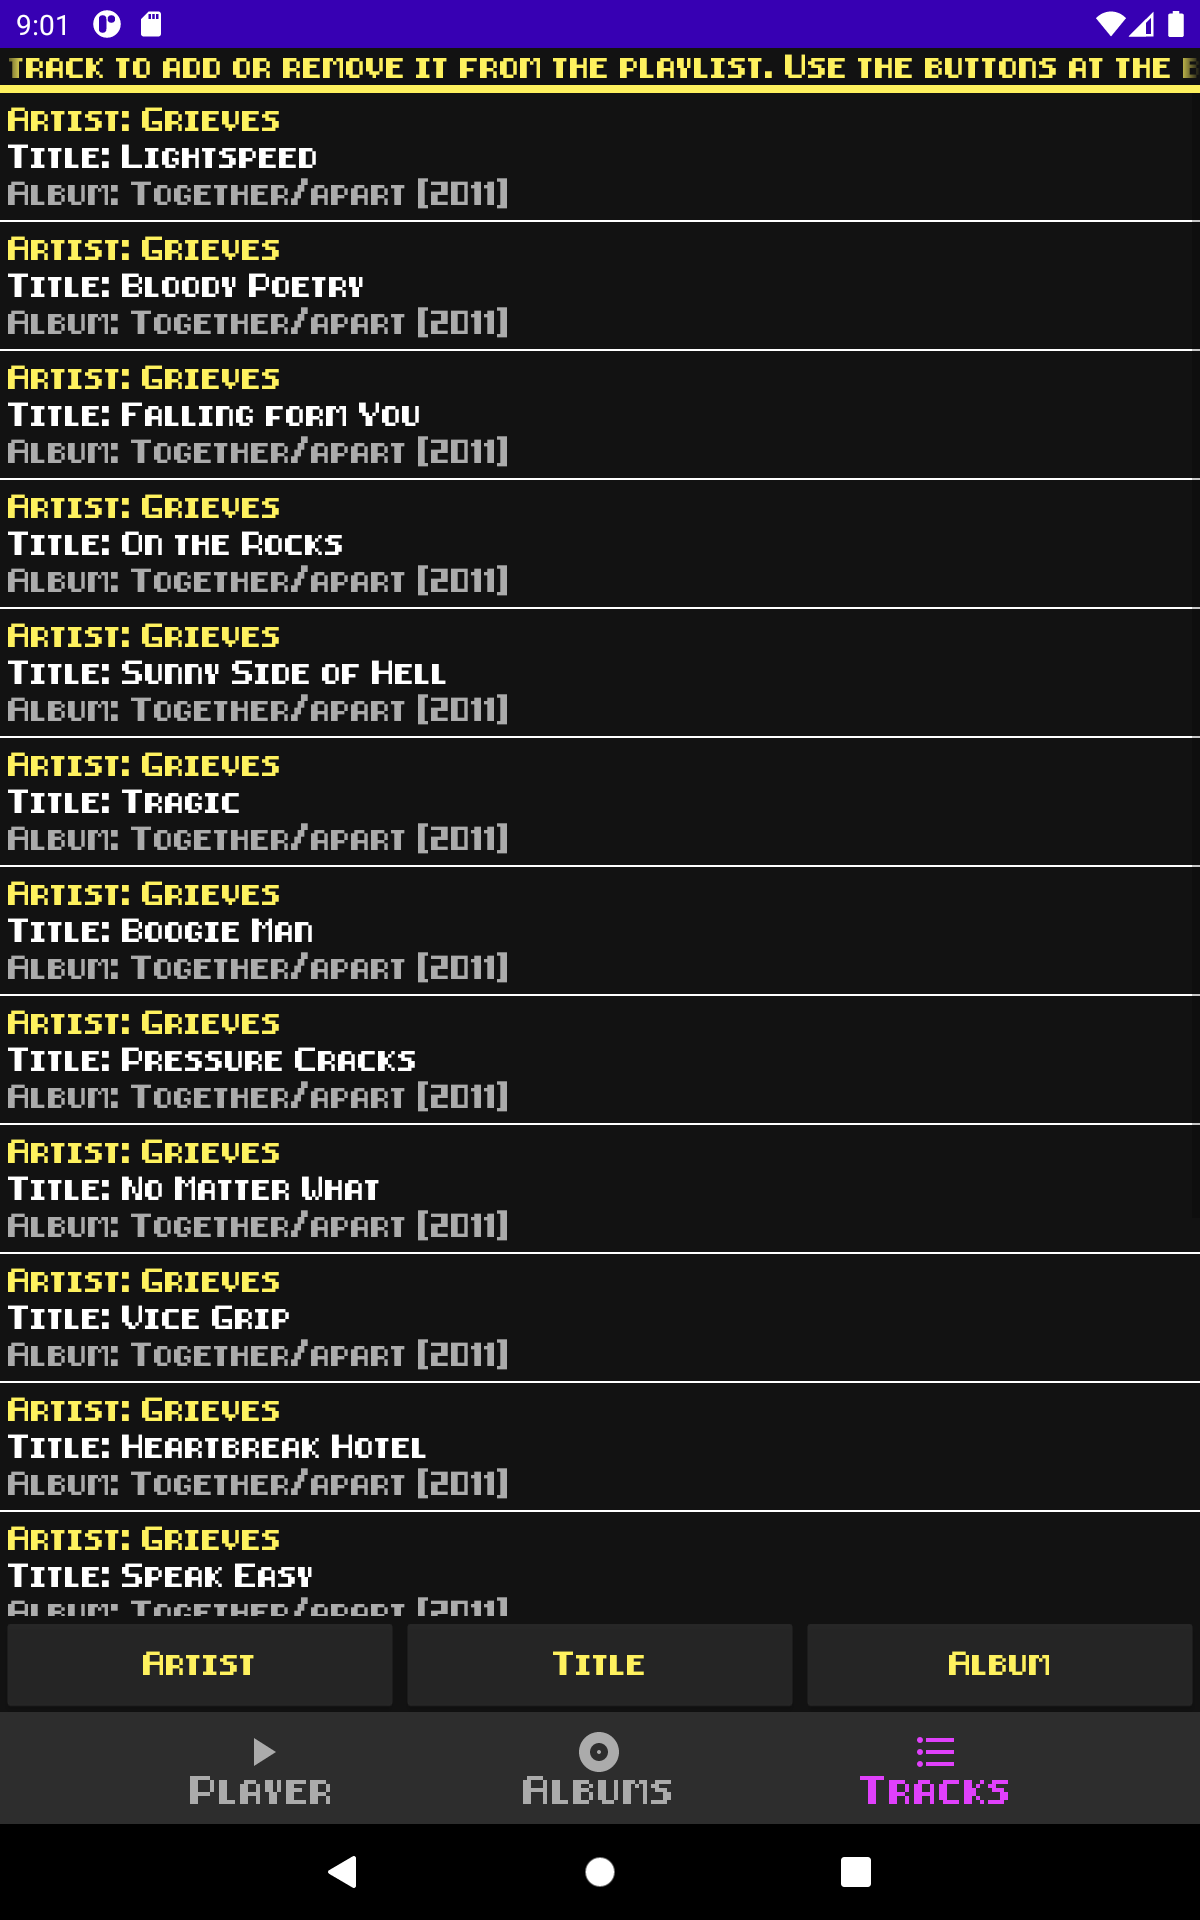 9:01
TRACK TO ADD OR REMOVE IT FROM THE PLAYLIST. USE THE BUTTONS AT THE
ARTIST: GRIEVES
TITLE: LIGHTSPEED
ALBUM: TOGETHER/APART [2011]
ARTIST: GRIEVES
TITLE: BLOODY POETRY
ALBUM: TOGETHER/APART [2011]
ARTIST: GRIEVES
TITLE: FALLING FORM YOU
ALBUM: TOGETHER/APART [2011]
ARTIST: GRIEVES
TITLE: ON THE ROCKS
ALBUM: TOGETHER/APART [2011]
ARTIST: GRIEVES
TITLE: SUNNY SIDE OF HELL
ALBUM: TOGETHER/APART [2011]
ARTIST: GRIEVES
TITLE: TRAGIC
ALBUM: TOGETHER/APART [2011]
ARTIST: GRIEVES
TITLE: BOOGIE MAN
ALBUM: TOGETHER/APART [2011]
ARTIST: GRIEVES
TITLE: PRESSURE CRACKS
ALBUM: TOGETHER/APART [2011]
ARTIST: GRIEVES
TITLE: NO MATTER WHAT
ALBUM: TOGETHER/APART [2011]
ARTIST: GRIEVES
TITLE: VICE GRIP
ALBUM: TOGETHER/APART [2011]
ARTIST: GRIEVES
TITLE: HEARTBREAK HOTEL
ALBUM: TOGETHER/APART [2011]
ARTIST: GRIEVES
TITLE: SPEAK EASY
ALBUM: TOGETHER/APART [2011]
ARTIST TITLE ALBUM
PLAYER ALBUMS TRACKS